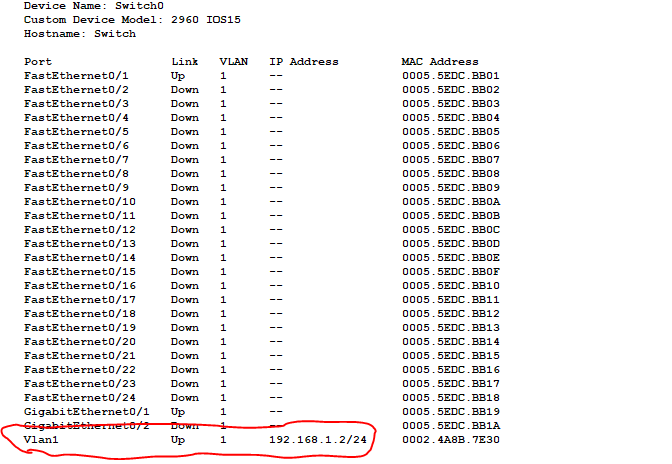 Device Name: Switch0
Custom Device Model: 2960 IOS15
Hostname: Switch
Port Link VLAN IP Address MAC Address
FastEthernet0/1 Up 1 -- 0005.5EDC.BB01
FastEthernet0/2 Down 1 -- 0005.5EDC.BB02
FastEthernet0/3 Down 1 -- 0005.5EDC.BB03
FastEthernet0/4 Down 1 -- 0005.5EDC.BB04
FastEthernet0/5 Down 1 -- 0005.5EDC.BB05
FastEthernet0/6 Down 1 -- 0005.5EDC.BB06
FastEthernet0/7 Down 1 -- 0005.5EDC.BB07
FastEthernet0/8 Down 1 -- 0005.5EDC.BB08
FastEthernet0/9 Down 1 -- 0005.5EDC.BB09
FastEthernet0/10 Down 1 -- 0005.5EDC.BB0A
FastEthernet0/11 Down 1 -- 0005.5EDC.BB0B
FastEthernet0/12 Down 1 -- 0005.5EDC.BB0C
FastEthernet0/13 Down 1 -- 0005.5EDC.BB0D
FastEthernet0/14 Down 1 -- 0005.5EDC.BB0E
FastEthernet0/15 Down 1 -- 0005.5EDC.BB0F
FastEthernet0/16 Down 1 -- 0005.5EDC.BB10
FastEthernet0/17 Down 1 -- 0005.5EDC.BB11
FastEthernet0/18 Down 1 -- 0005.5EDC.BB12
FastEthernet0/19 Down 1 -- 0005.5EDC.BB13
FastEthernet0/20 Down 1 -- 0005.5EDC.BB14
FastEthernet0/21 Down 1 -- 0005.5EDC.BB15
FastEthernet0/22 Down 1 -- 0005.5EDC.BB16
FastEthernet0/23 Down 1 -- 0005.5EDC.BB17
FastEthernet0/24 Down 1 -- 0005.5EDC.BB18
GigabitEthernet0/1 Up 1 -- 0005.5EDC.BB19
GigabitEthernet0/2 Down 1 -- 0005.5EDC.BB1A
Vlan1 Up 1 192.168.1.2/24 0002.4A8B.7E30